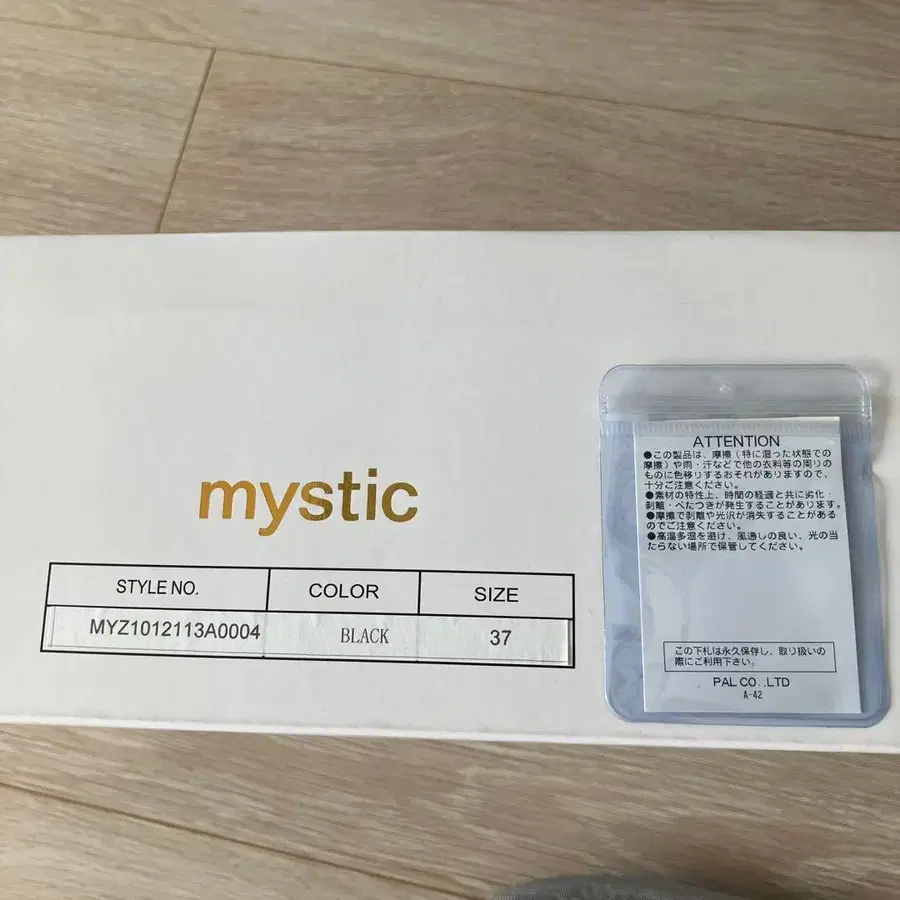 mystic
STYLE NO. COLOR SIZE
MYZ1012113A0004 BLACK 37
ATTENTION
●この製品は、摩擦(特に湿った状態での
摩擦)や雨・汗などで他の衣料等の周りの
ものに色移りするおそれがありますので、
十分ご注意ください。
●素材の特性上、時間の経過と共に劣化・
剥離・べたつきが発生することがあります。
●摩擦で剥離や光沢が消失することがある
のでご注意ください。
●高温多湿を避け、風通しの良い、光の当
たらない場所で保管してください。
この下札は永久保存し、取り扱いの
際にご利用下さい。
PAL CO.,LTD
A-42